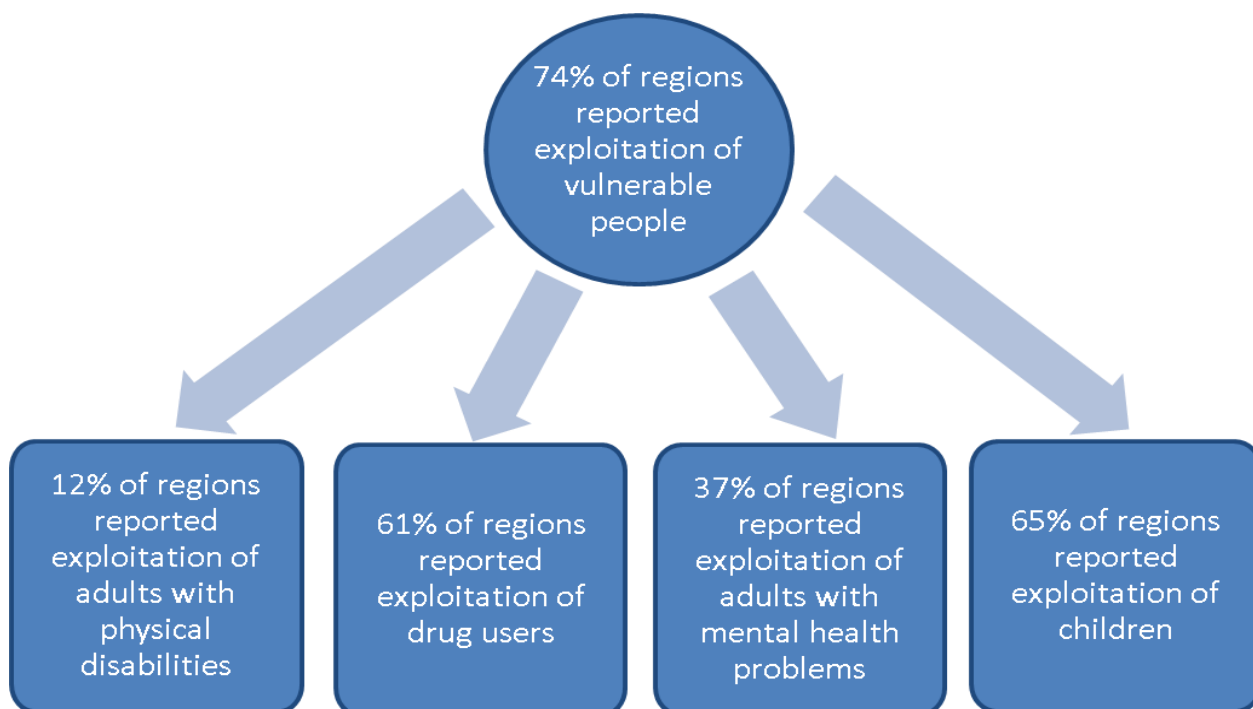 74% of regions
reported
exploitation of
vulnerable
people
12% of regions
reported
exploitation of
adults with
physical
disabilities
61% of regions
reported
exploitation of
drug users
37% of regions
reported
exploitation of
adults with
mental health
problems
65% of regions
reported
exploitation of
children